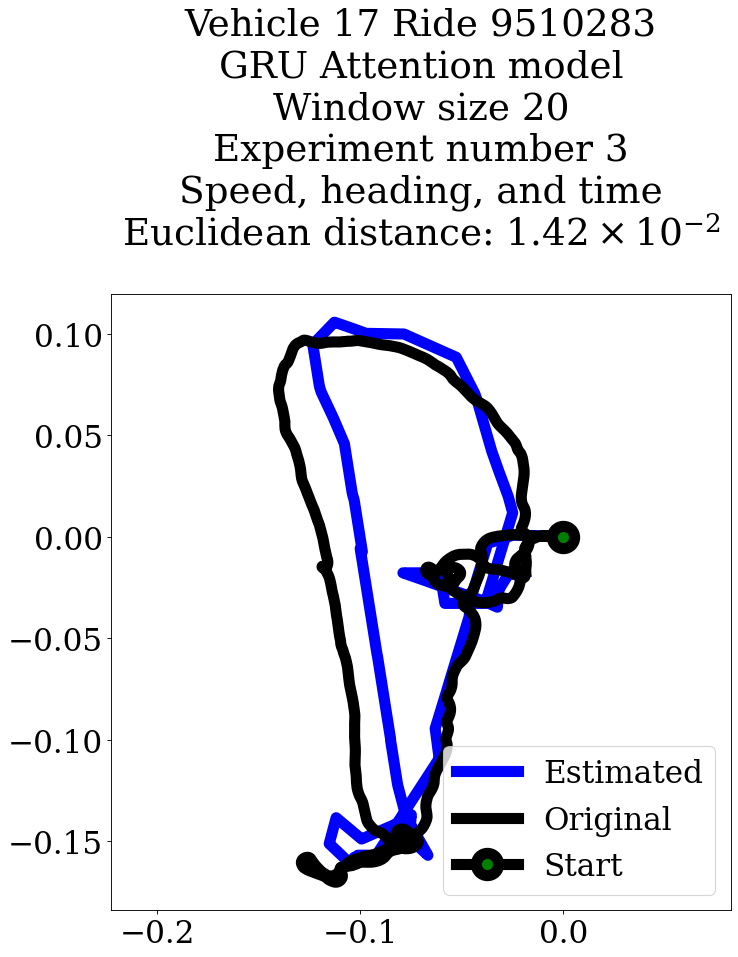 Vehicle 17 Ride 9510283
GRU Attention model
Window size 20
Experiment number 3
Speed, heading, and time
Euclidean distance: 1.42 × 10⁻²
0.10
0.05
0.00
−0.05
−0.10
−0.15
Estimated
Original
Start
−0.2
−0.1
0.0